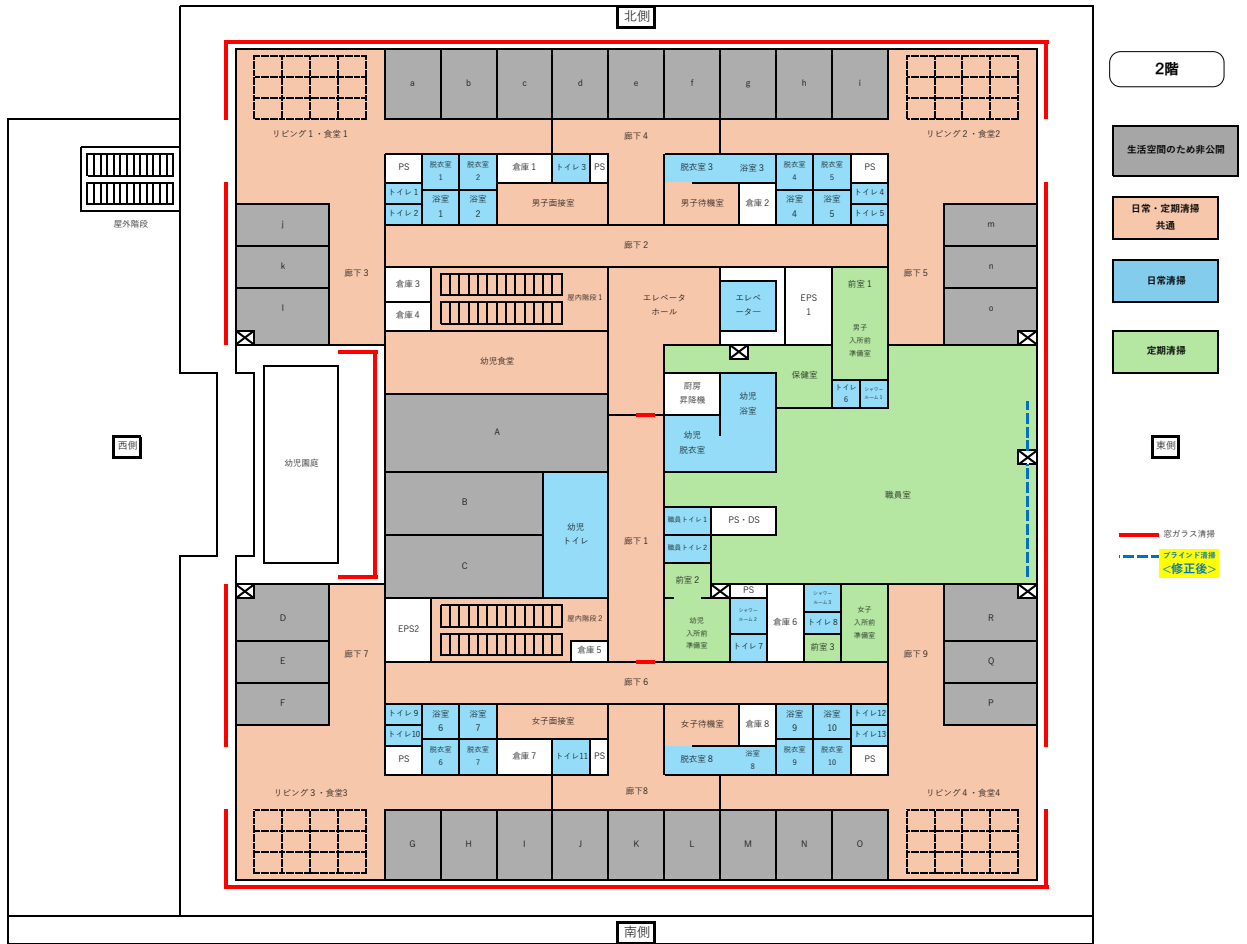 北側
2階
a
b
c
d
e
f
g
h
i
リビング1・食堂1
廊下4
リビング2・食堂2
生活空間のため非公開
PS
脱衣室
1
脱衣室
2
倉庫1
トイレ3
PS
脱衣室3
浴室3
脱衣室
4
脱衣室
5
PS
トイレ1
トイレ2
浴室
1
浴室
2
男子面接室
男子待機室
倉庫2
浴室
4
浴室
5
トイレ4
トイレ5
日常・定期清掃
共通
屋外階段
j
k
l
廊下3
廊下2
廊下5
m
n
o
倉庫3
倉庫4
屋内階段1
エレベータ
ホール
エレベ
ーター
EPS
1
前室1
男子
入所前
準備室
日常清掃
定期清掃
幼児食堂
保健室
厨房
昇降機
幼児
浴室
トイレ
6
シャワー
ルーム1
西側
幼児園庭
A
幼児
脱衣室
東側
B
幼児
トイレ
廊下1
職員トイレ1
PS・DS
職員室
職員トイレ2
C
前室2
窓ガラス清掃
ブラインド清掃
<修正後>
D
E
F
廊下7
EPS2
屋内階段2
倉庫5
幼児
入所前
準備室
PS
シャワー
ルーム2
トイレ7
倉庫6
シャワー
ルーム3
トイレ8
前室3
女子
入所前
準備室
廊下9
R
Q
P
廊下6
トイレ9
トイレ10
浴室
6
浴室
7
女子面接室
女子待機室
倉庫8
浴室
9
浴室
10
トイレ12
トイレ13
PS
脱衣室
6
脱衣室
7
倉庫7
トイレ11
PS
脱衣室8
浴室
8
脱衣室
9
脱衣室
10
PS
リビング3・食堂3
廊下8
リビング4・食堂4
G
H
I
J
K
L
M
N
O
南側